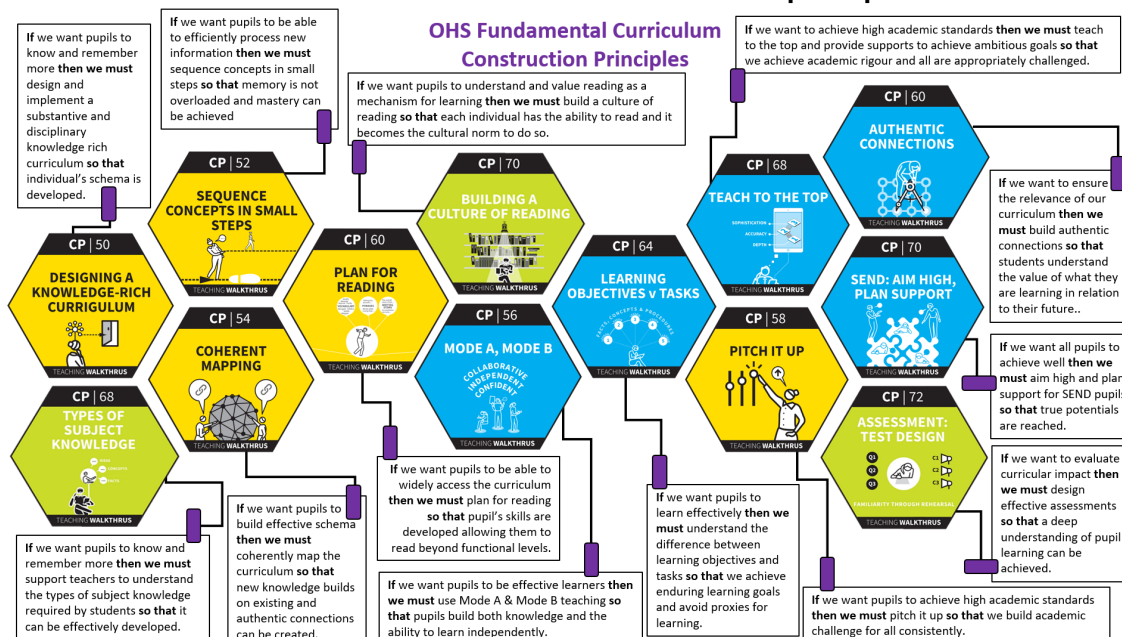 OHS Fundamental Curriculum
Construction Principles
If we want pupils to
know and remember
more then we must
design and
implement a
substantive and
disciplinary
knowledge rich
curriculum so that
individual's schema is
developed.
If we want pupils to be able
to efficiently process new
information then we must
sequence concepts in small
steps so that memory is not
overloaded and mastery can
be achieved
If we want pupils to understand and value reading as a
mechanism for learning then we must build a culture of
reading so that each individual has the ability to read and it
becomes the cultural norm to do so.
If we want to achieve high academic standards then we must teach
to the top and provide supports to achieve ambitious goals so that
we achieve academic rigour and all are appropriately challenged.
CP | 50
DESIGNING A
KNOWLEDGE-RICH
CURRIGULUM
TEACHING WALKTHRUS
CP | 52
SEQUENCE
CONCEPTS IN SMALL
STEPS
TEACHING WALKTHRUS
CP | 54
COHERENT
MAPPING
TEACHING WALKTHRUS
CP | 68
TYPES OF
SUBJECT
KNOWLEDGE
CONCEPTS
FACTS
TEACHING WALKTHRUS
CP | 60
PLAN FOR
READING
TEACHING WALKTHRUS
CP | 70
BUILDING A
CULTURE OF READING
TEACHING WALKTHRUS
CP | 56
MODE A, MODE B
COLLABORATIVE
INDEPENDENT
CONFIDENT
TEACHING WALKTHRUS
CP | 64
LEARNING
OBJECTIVES v TASKS
FACTS, CONCEPTS & PROCEDURES
TEACHING WALKTHRUS
CP | 68
TEACH TO THE TOP
SOPHISTICATION
ACCURACY
DEPTH
TEACHING WALKTHRUS
CP | 58
PITCH IT UP
TEACHING WALKTHRUS
CP | 60
AUTHENTIC
CONNECTIONS
TEACHING WALKTHRUS
CP | 70
SEND: AIM HIGH,
PLAN SUPPORT
TEACHING WALKTHRUS
CP | 72
ASSESSMENT:
TEST DESIGN
Q1
Q2
Q3
C1
C2
C3
FAMILIARITY THROUGH REHEARSAL
TEACHING WALKTHRUS
If we want to ensure
the relevance of our
curriculum then we
must build authentic
connections so that
students understand
the value of what they
are learning in relation
to their future..
If we want all pupils to
achieve well then we
must aim high and plan
support for SEND pupils
so that true potentials
are reached.
If we want to evaluate
curricular impact then
we must design
effective assessments
so that a deep
understanding of pupil
learning can be
achieved.
If we want pupils to know and
remember more then we must
support teachers to understand
the types of subject knowledge
required by students so that it
can be effectively developed.
If we want pupils to
build effective schema
then we must
coherently map the
curriculum so that
new knowledge builds
on existing and
authentic connections
can be created.
If we want pupils to be able to
widely access the curriculum
then we must plan for reading
so that pupil's skills are
developed allowing them to
read beyond functional levels.
If we want pupils to be effective learners then
we must use Mode A & Mode B teaching so
that pupils build both knowledge and the
ability to learn independently.
If we want pupils to
learn effectively then we
must understand the
difference between
learning objectives and
tasks so that we achieve
enduring learning goals
and avoid proxies for
learning.
If we want pupils to achieve high academic standards
then we must pitch it up so that we build academic
challenge for all consistently.